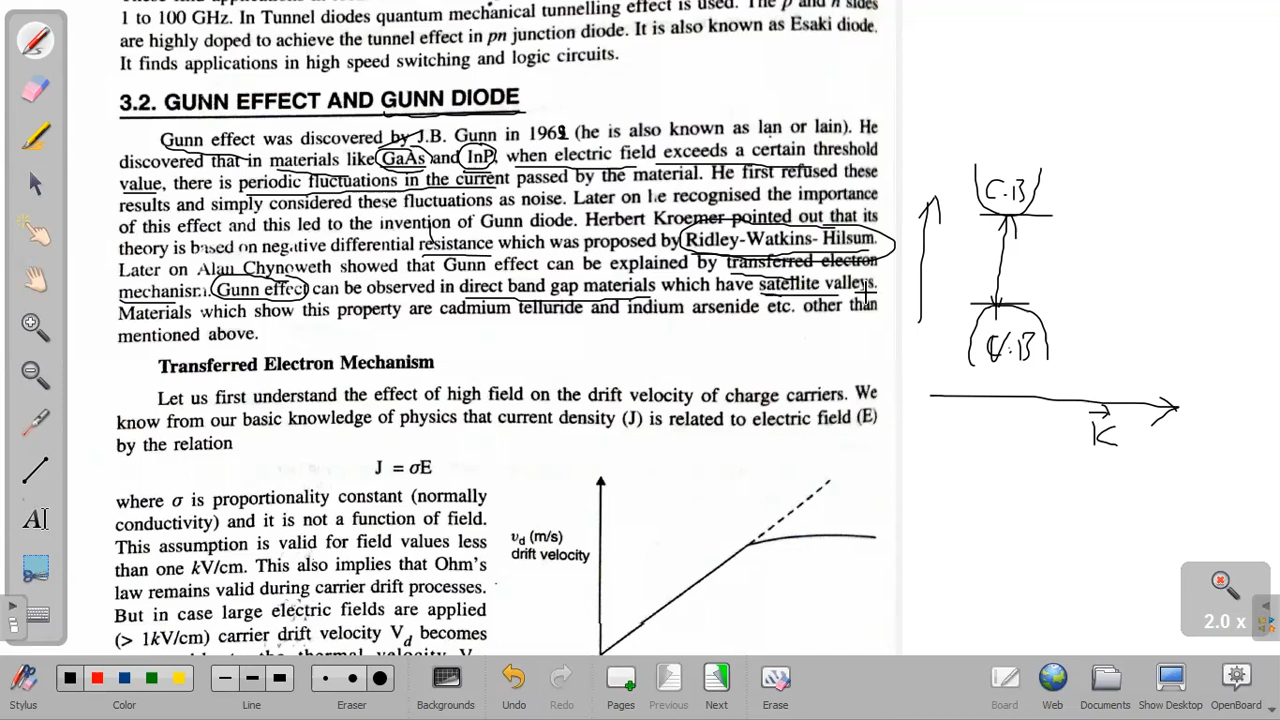 1 to 100 GHz. In Tunnel diodes quantum mechanical tunnelling effect is used. The p and n sides
are highly doped to achieve the tunnel effect in pn junction diode. It is also known as Esaki diode.
It finds applications in high speed switching and logic circuits.
3.2. GUNN EFFECT AND GUNN DIODE
Gunn effect was discovered by J.B. Gunn in 1962 (he is also known as Ian or Iain). He
discovered that in materials like GaAs and InP, when electric field exceeds a certain threshold
value, there is periodic fluctuations in the current passed by the material. He first refused these
results and simply considered these fluctuations as noise. Later on he recognised the importance
of this effect and this led to the invention of Gunn diode. Herbert Kroemer pointed out that its
theory is based on negative differential resistance which was proposed by Ridley-Watkins- Hilsum.
Later on Alan Chynoweth showed that Gunn effect can be explained by transferred electron
mechanism. Gunn effect can be observed in direct band gap materials which have satellite valleys.
Materials which show this property are cadmium telluride and indium arsenide etc. other than
mentioned above.
Transferred Electron Mechanism
Let us first understand the effect of high field on the drift velocity of charge carriers. We
know from our basic knowledge of physics that current density (J) is related to electric field (E)
by the relation
J = σE
where σ is proportionality constant (normally
conductivity) and it is not a function of field.
This assumption is valid for field values less
than one kV/cm. This also implies that Ohm's
law remains valid during carrier drift processes.
But in case large electric fields are applied
(> 1kV/cm) carrier drift velocity Vd becomes
υd (m/s)
drift velocity
C.B
V.B
K
2.0 x
Stylus
Color
Line
Eraser
Backgrounds
Undo
Redo
Pages
Previous
Next
Erase
Board
Web
Documents
Show Desktop
OpenBoard